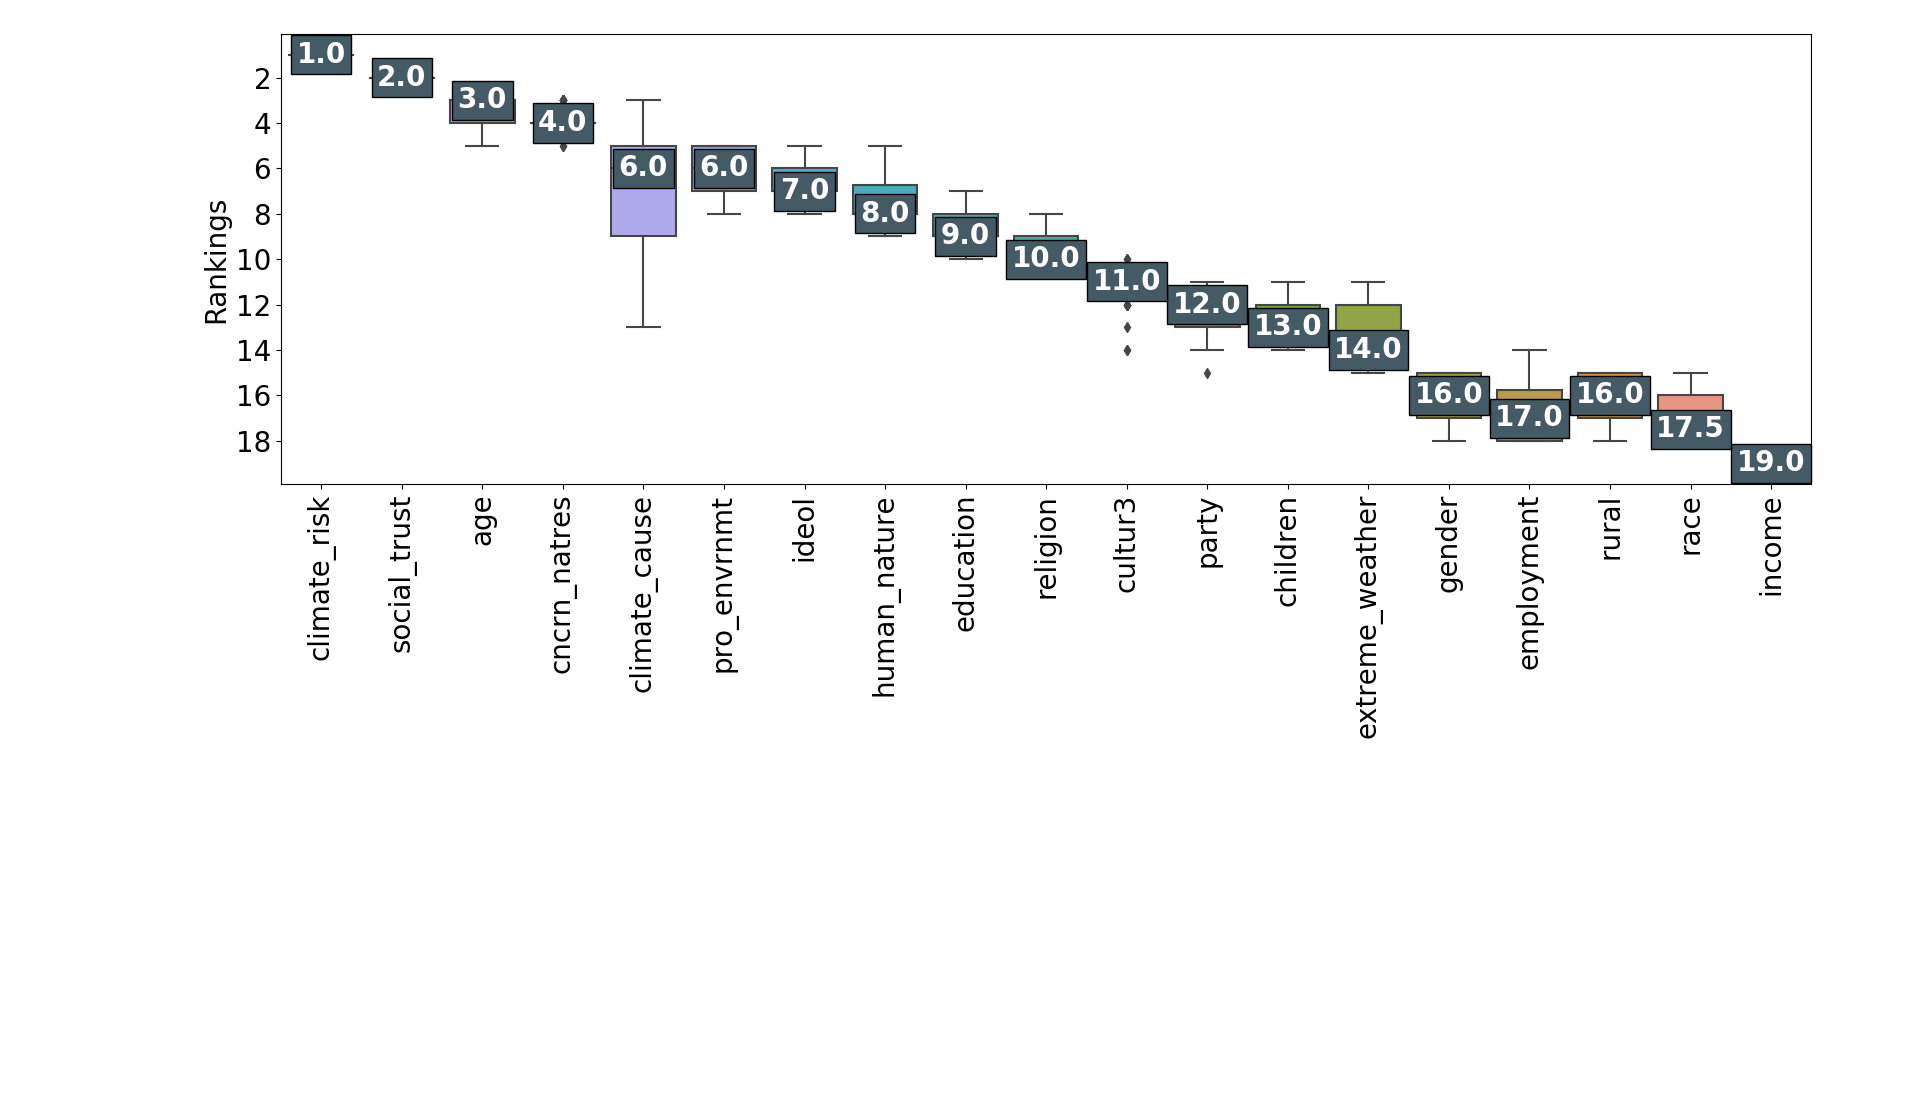 Rankings
2
4
6
8
10
12
14
16
18
1.0
2.0
3.0
4.0
6.0
6.0
7.0
8.0
9.0
10.0
11.0
12.0
13.0
14.0
16.0
17.0
16.0
17.5
19.0
climate_risk
social_trust
age
cncrn_natres
climate_cause
pro_envrnmt
ideol
human_nature
education
religion
cultur3
party
children
extreme_weather
gender
employment
rural
race
income